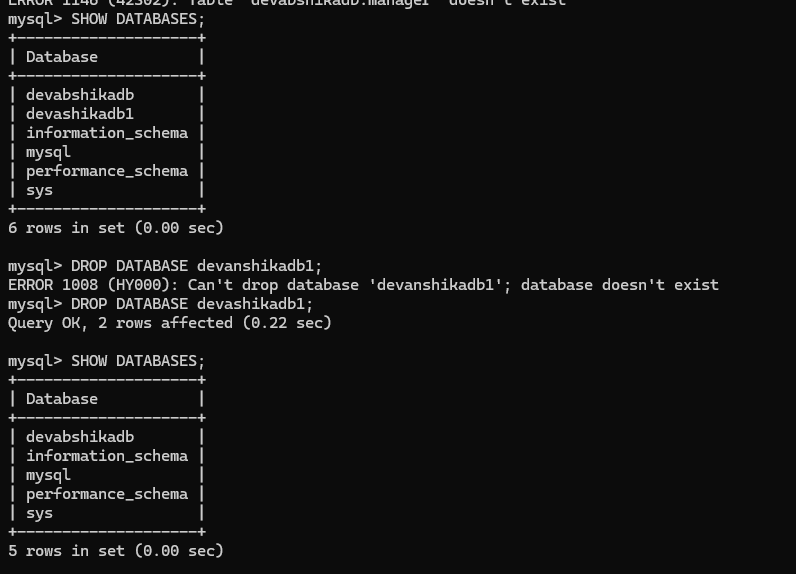 ERROR 1146 (42S02): Table 'devabshikadb.manager' doesn't exist
mysql> SHOW DATABASES;
+--------------------+
| Database           |
+--------------------+
| devabshikadb       |
| devashikadb1       |
| information_schema |
| mysql              |
| performance_schema |
| sys                |
+--------------------+
6 rows in set (0.00 sec)

mysql> DROP DATABASE devanshikadb1;
ERROR 1008 (HY000): Can't drop database 'devanshikadb1'; database doesn't exist
mysql> DROP DATABASE devashikadb1;
Query OK, 2 rows affected (0.22 sec)

mysql> SHOW DATABASES;
+--------------------+
| Database           |
+--------------------+
| devabshikadb       |
| information_schema |
| mysql              |
| performance_schema |
| sys                |
+--------------------+
5 rows in set (0.00 sec)